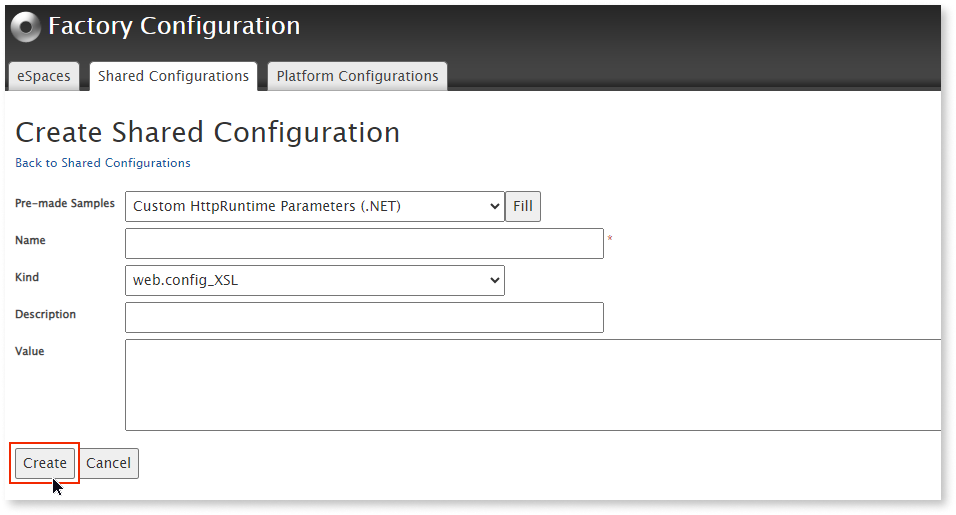 Factory Configuration
eSpaces Shared Configurations Platform Configurations
Create Shared Configuration
Back to Shared Configurations
Pre-made Samples Custom HttpRuntime Parameters (.NET) Fill
Name *
Kind web.config_XSL
Description
Value
Create Cancel